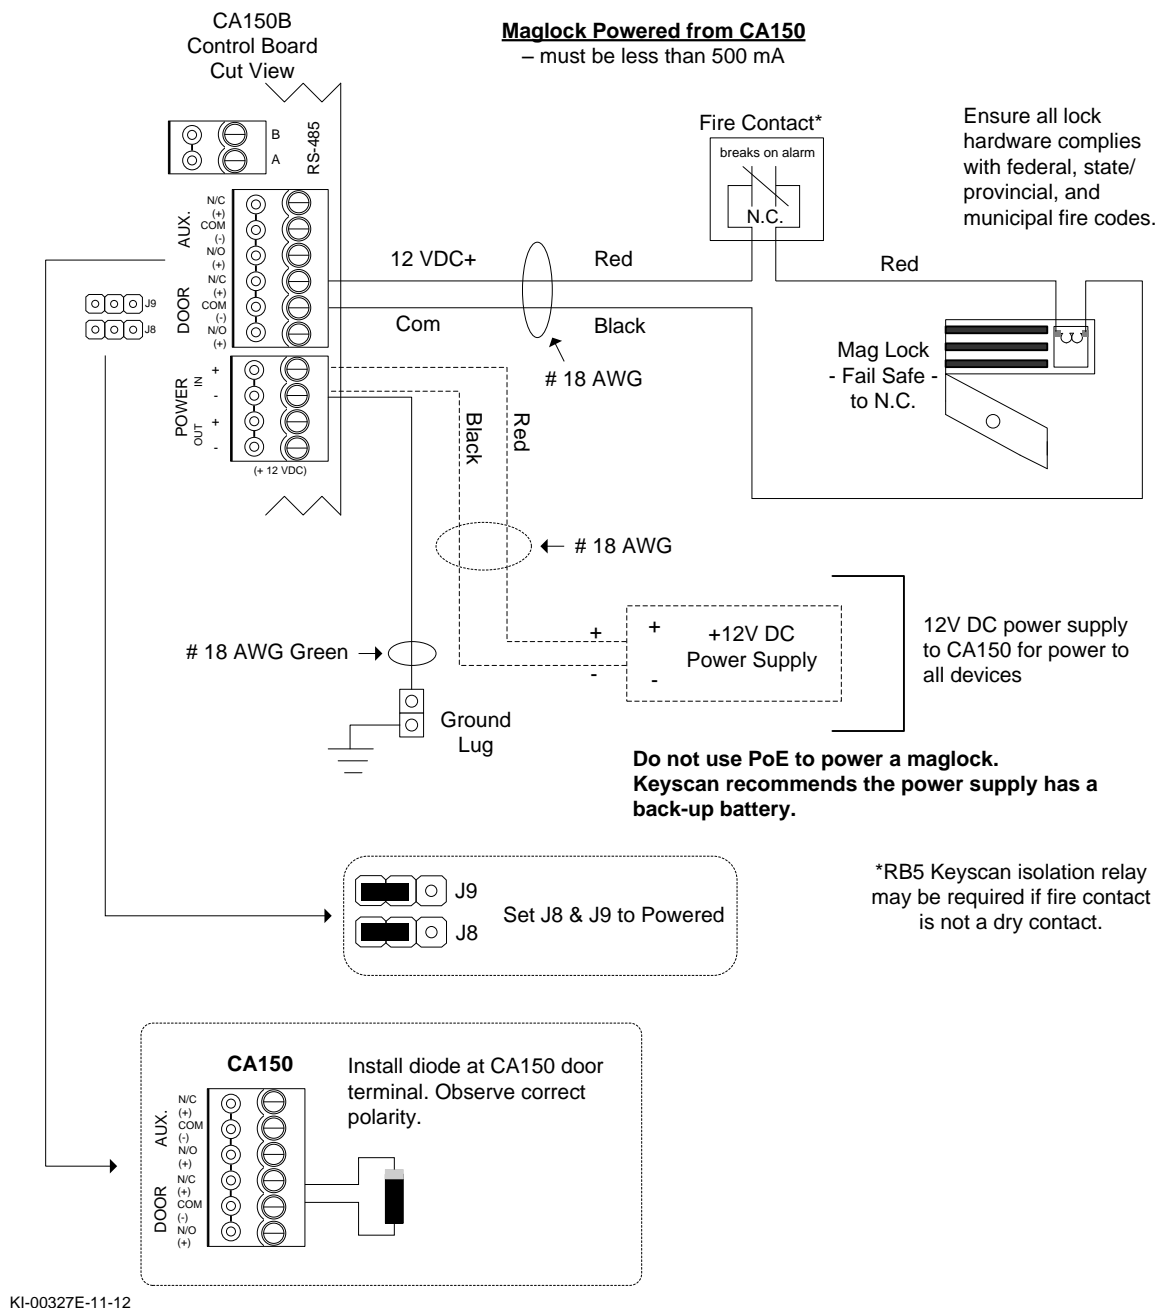 CA150B
Control Board
Cut View
Maglock Powered from CA150
– must be less than 500 mA
B
A
RS-485
Fire Contact*
breaks on alarm
N.C.
Ensure all lock
hardware complies
with federal, state/
provincial, and
municipal fire codes.
AUX.
N/C
(+)
COM
(-)
N/O
(+)
DOOR
N/C
(+)
COM
(-)
N/O
(+)
J9
J8
12 VDC+
Red
Red
Com
Black
# 18 AWG
Mag Lock
- Fail Safe -
to N.C.
POWER
IN
+
-
OUT
+
-
(+ 12 VDC)
Black
Red
# 18 AWG
# 18 AWG Green
+
-
+
-
+12V DC
Power Supply
12V DC power supply
to CA150 for power to
all devices
Ground
Lug
Do not use PoE to power a maglock.
Keyscan recommends the power supply has a
back-up battery.
J9
J8
Set J8 & J9 to Powered
*RB5 Keyscan isolation relay
may be required if fire contact
is not a dry contact.
CA150
Install diode at CA150 door
terminal. Observe correct
polarity.
AUX.
N/C
(+)
COM
(-)
N/O
(+)
DOOR
N/C
(+)
COM
(-)
N/O
(+)
KI-00327E-11-12